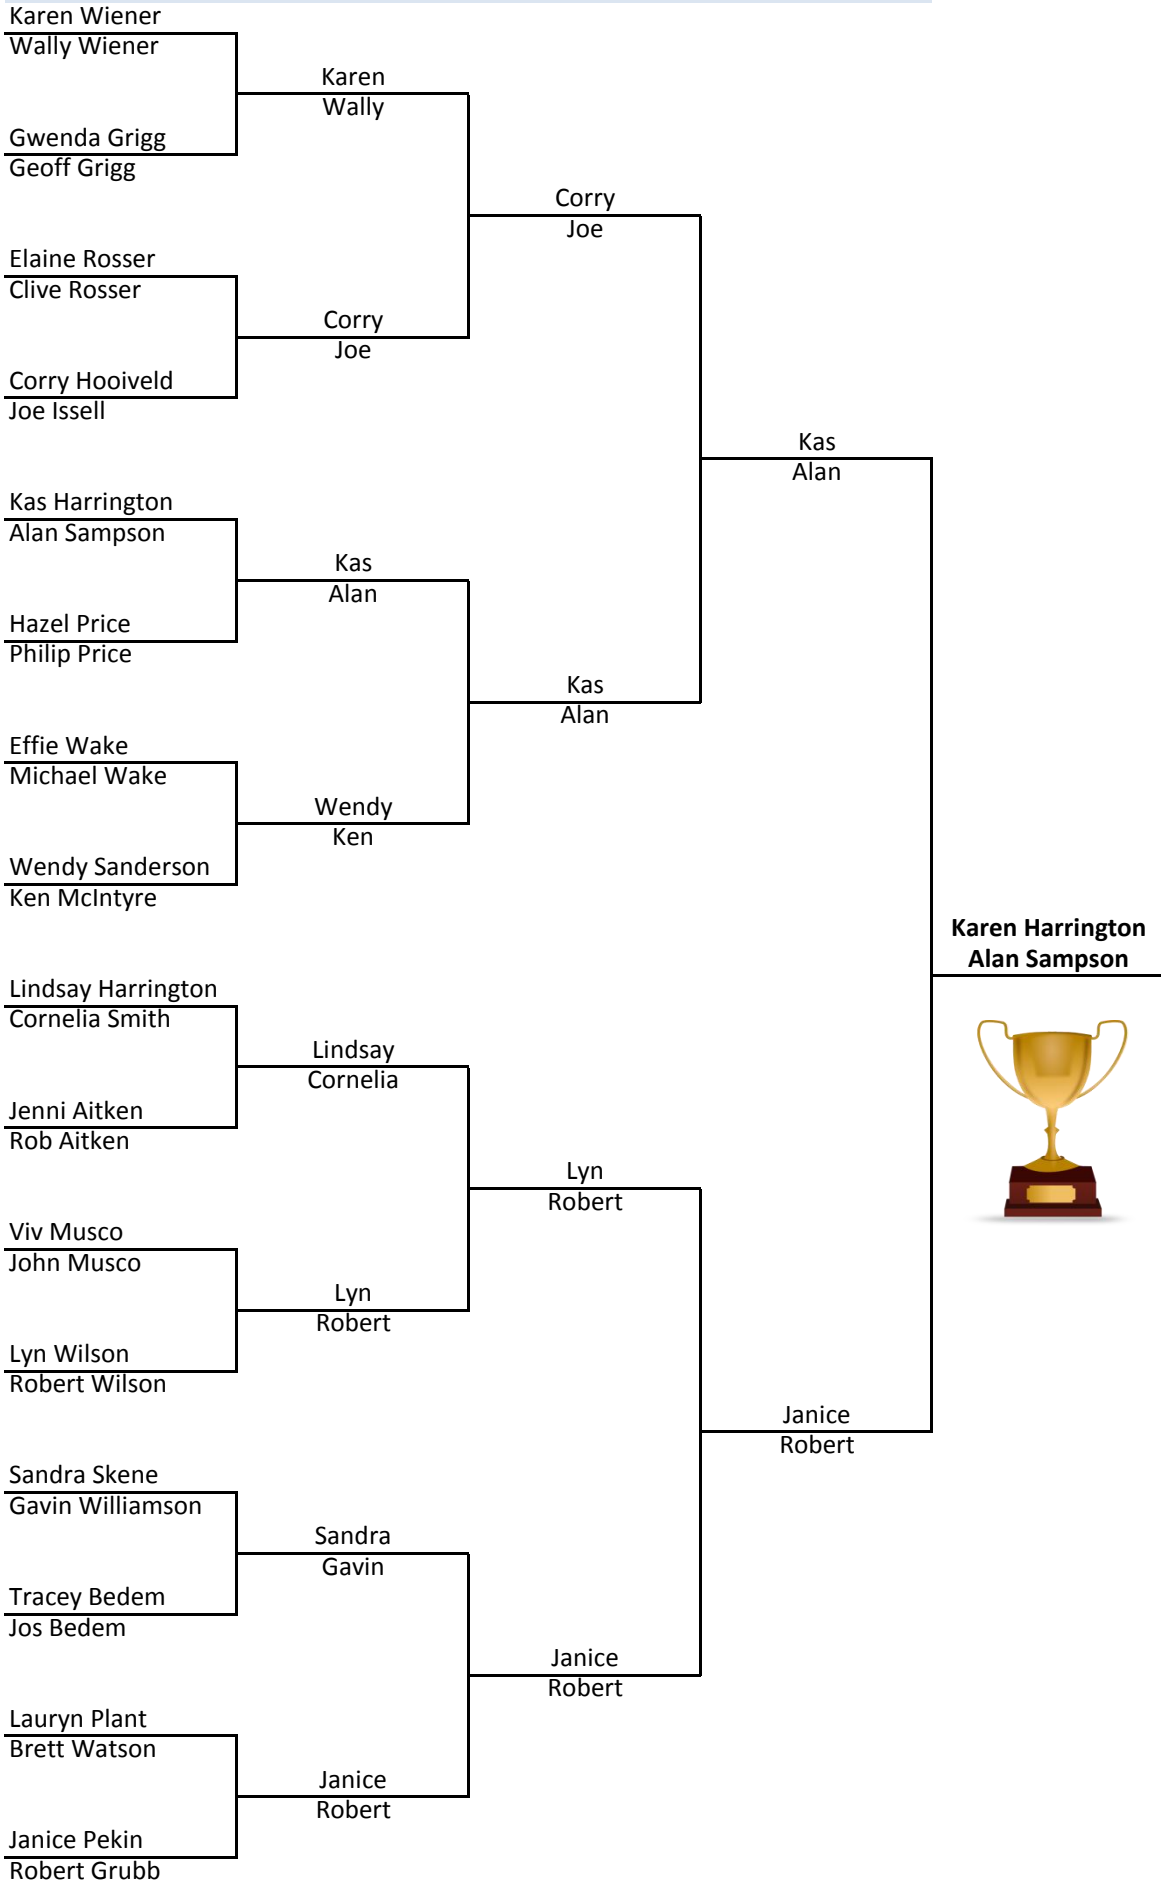 Karen Wiener
Wally Wiener
Karen
Wally
Gwenda Grigg
Geoff Grigg
Corry
Joe
Elaine Rosser
Clive Rosser
Corry
Joe
Corry Hooiveld
Joe Issell
Kas
Alan
Kas Harrington
Alan Sampson
Kas
Alan
Hazel Price
Philip Price
Kas
Alan
Effie Wake
Michael Wake
Wendy
Ken
Wendy Sanderson
Ken McIntyre
Karen Harrington
Alan Sampson
Lindsay Harrington
Cornelia Smith
Lindsay
Cornelia
Jenni Aitken
Rob Aitken
Lyn
Robert
Viv Musco
John Musco
Lyn
Robert
Lyn Wilson
Robert Wilson
Janice
Robert
Sandra Skene
Gavin Williamson
Sandra
Gavin
Tracey Bedem
Jos Bedem
Janice
Robert
Lauryn Plant
Brett Watson
Janice
Robert
Janice Pekin
Robert Grubb